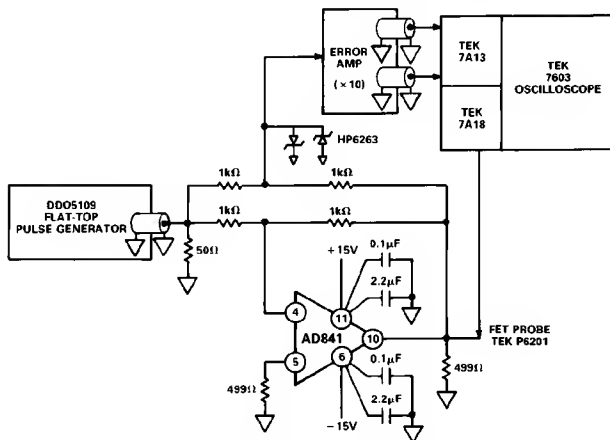 ERROR
AMP
(×10)
TEK
7A13
TEK
7A18
TEK
7603
OSCILLOSCOPE
HP6263
1kΩ
1kΩ
DDO5109
FLAT-TOP
PULSE GENERATOR
1kΩ
1kΩ
50Ω
+15V
0.1μF
2.2μF
4
11
AD841
10
5
6
FET PROBE
TEK P6201
0.1μF
499Ω
499Ω
2.2μF
−15V